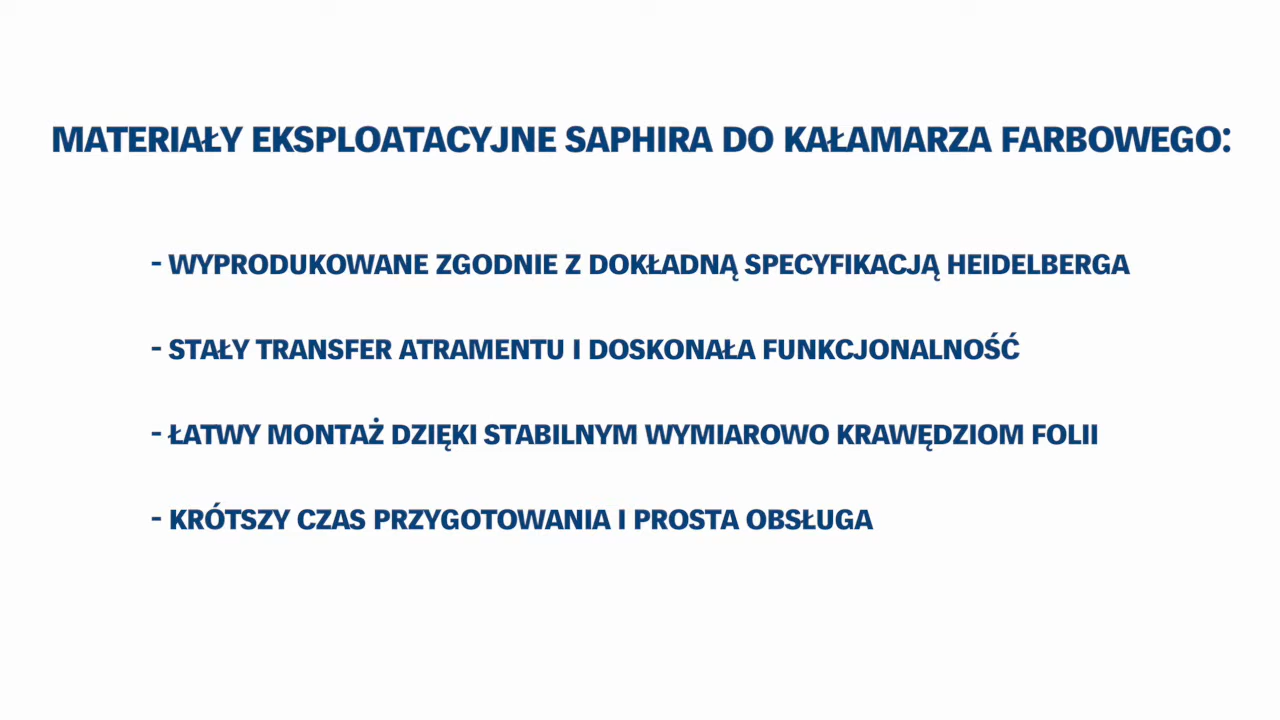 MATERIAŁY EKSPLOATACYJNE SAPHIRA DO KAŁAMARZA FARBOWEGO:
- WYPRODUKOWANE ZGODNIE Z DOKŁADNĄ SPECYFIKACJĄ HEIDELBERGA
- STAŁY TRANSFER ATRAMENTU I DOSKONAŁA FUNKCJONALNOŚĆ
- ŁATWY MONTAŻ DZIĘKI STABILNYM WYMIAROWO KRAWĘDZIOM FOLII
- KRÓTSZY CZAS PRZYGOTOWANIA I PROSTA OBSŁUGA